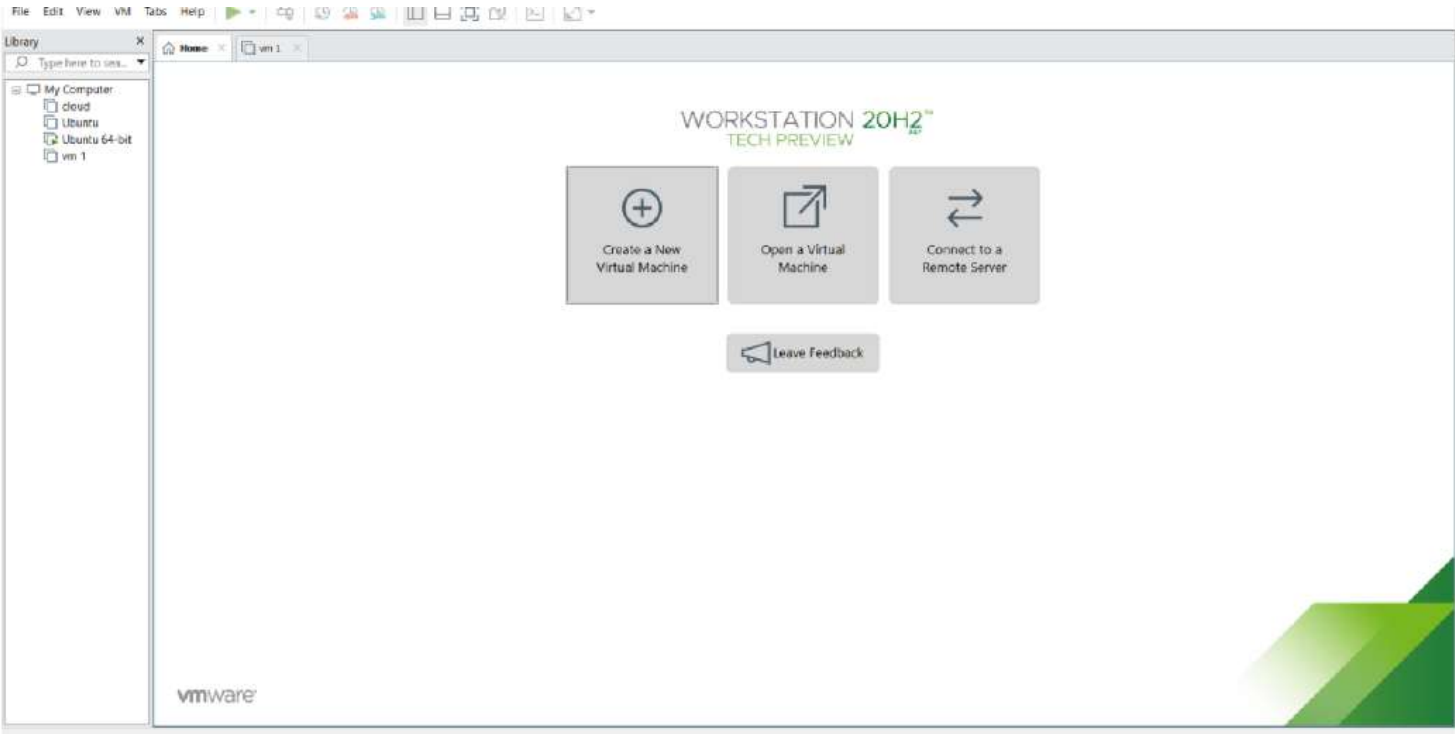 File Edit View VM Tabs Help
Library
Type here to sea...
Home
vm 1
My Computer
cloud
Ubuntu
Ubuntu 64-bit
vm 1
WORKSTATION 20H2™
TECH PREVIEW
Create a New
Virtual Machine
Open a Virtual
Machine
Connect to a
Remote Server
Leave Feedback
vmware